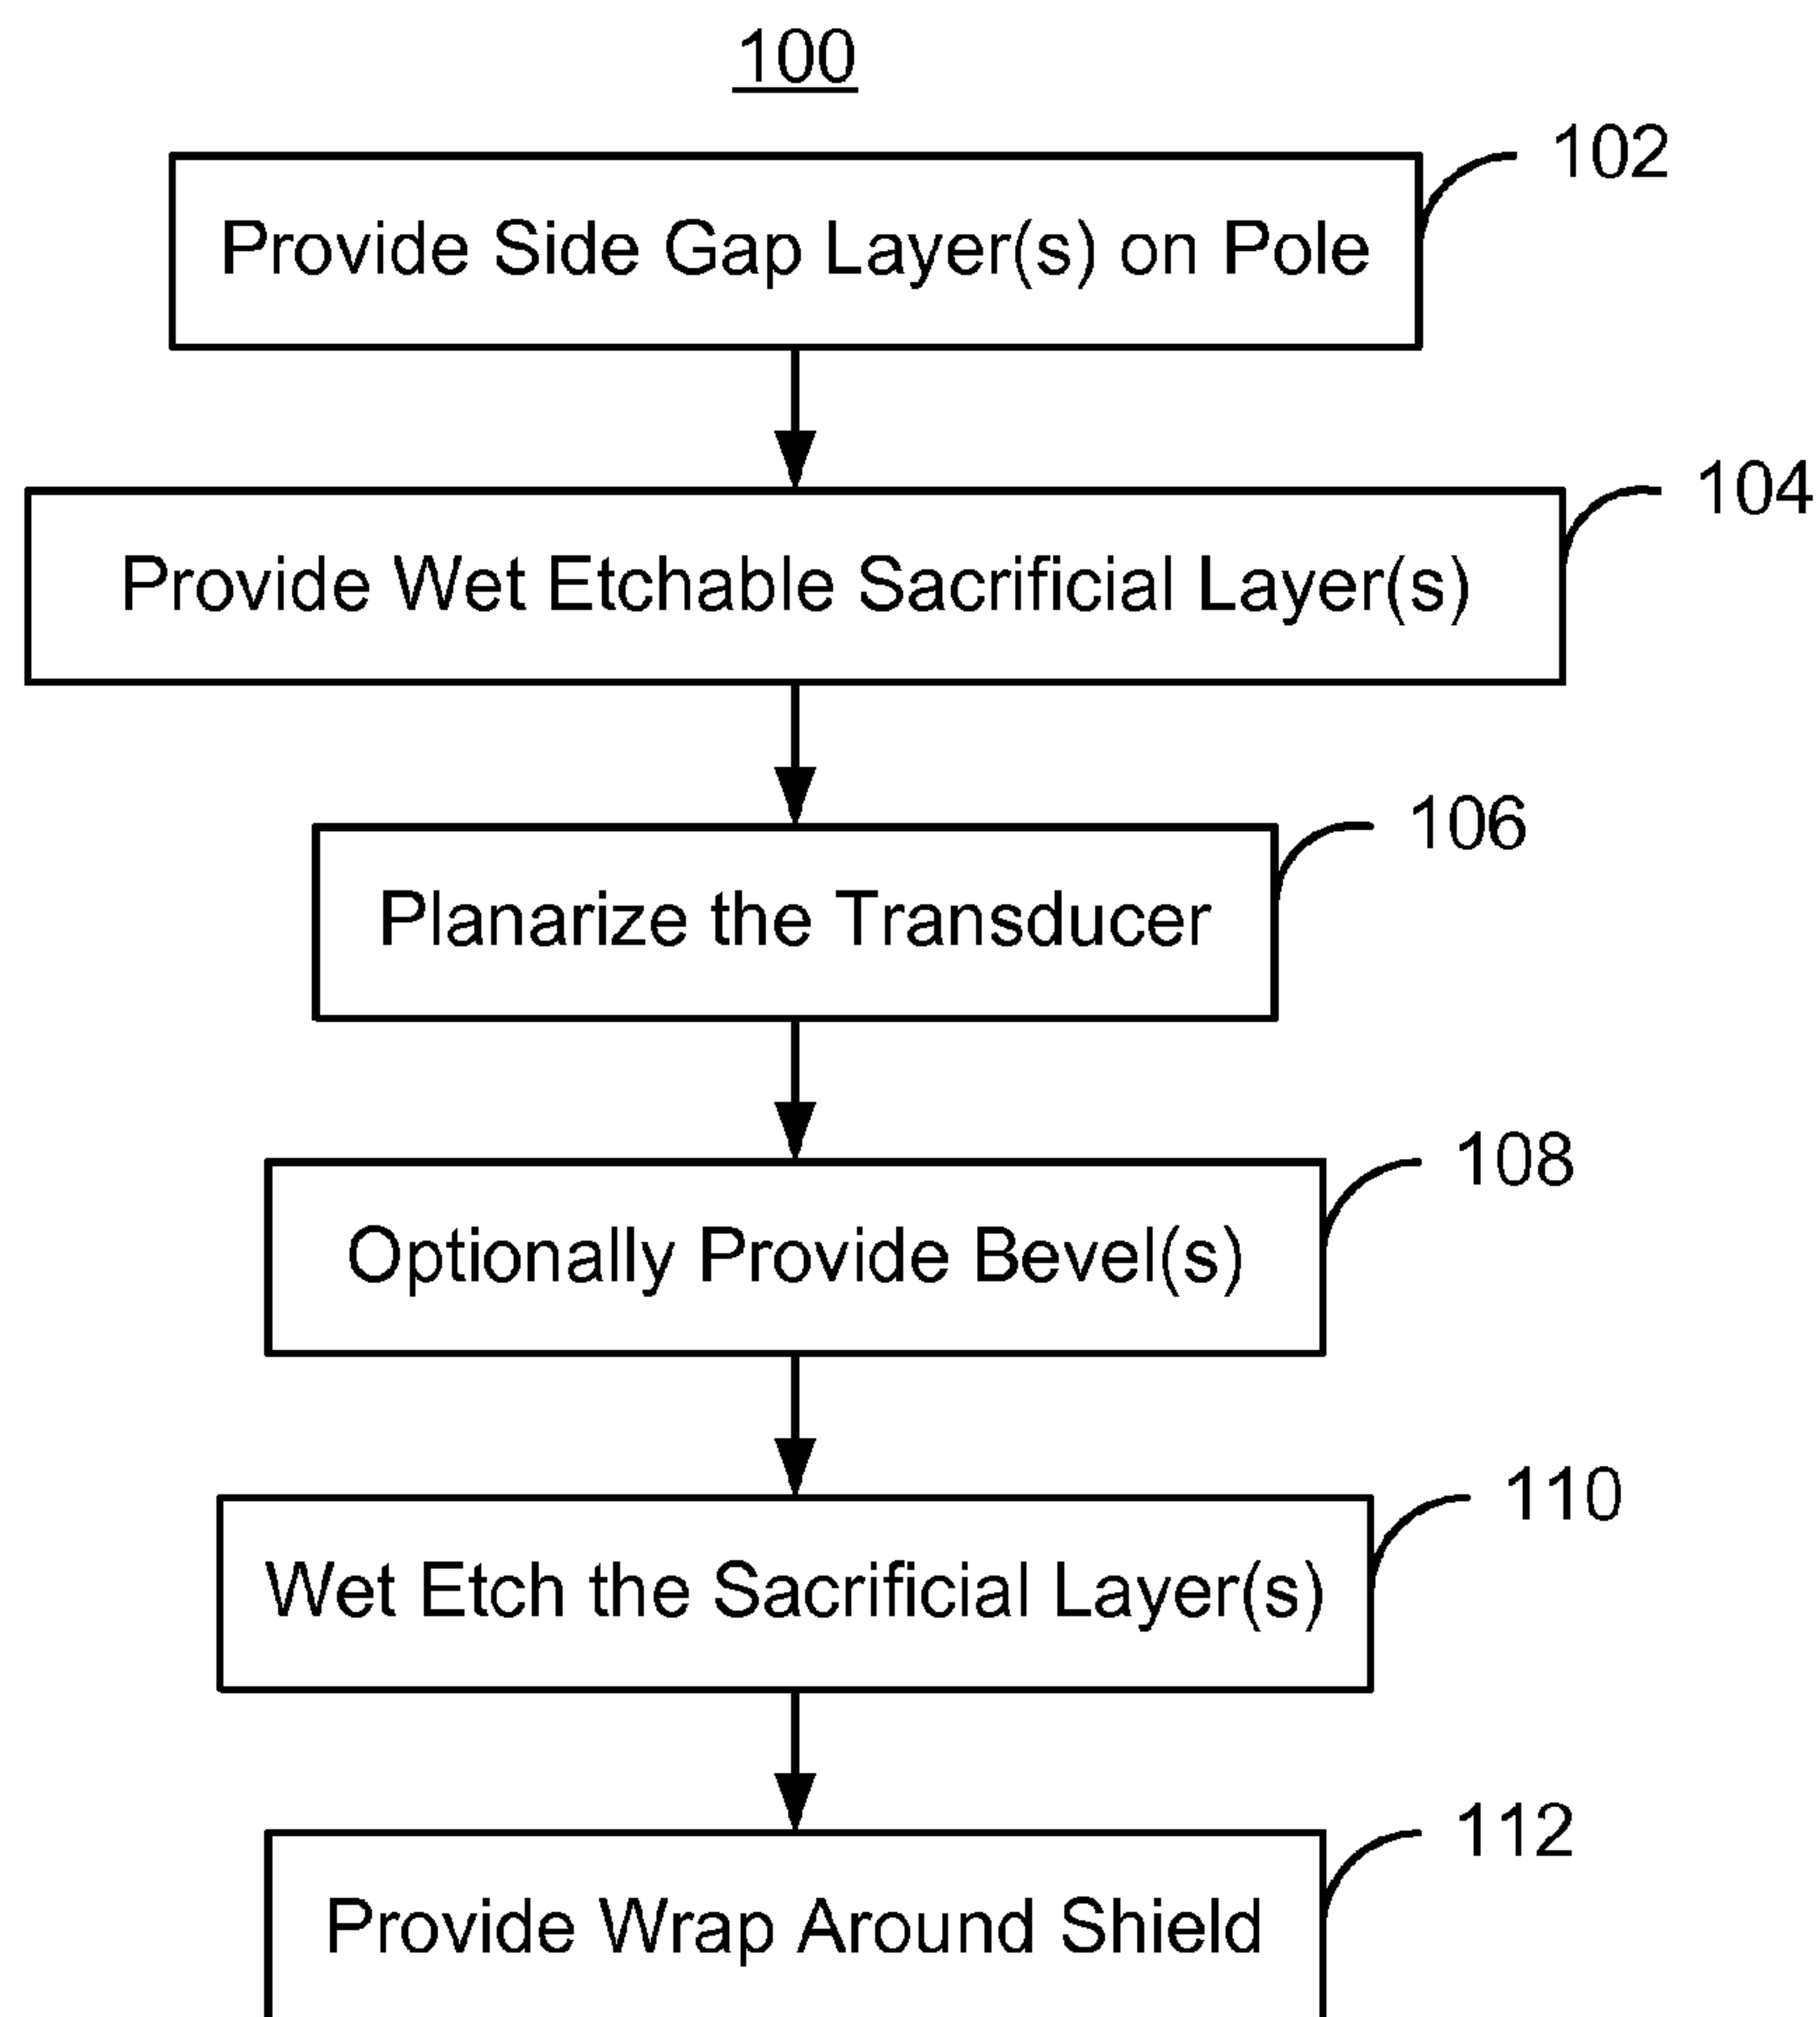 100
102
Provide Side Gap Layer(s) on Pole
104
Provide Wet Etchable Sacrificial Layer(s)
106
Planarize the Transducer
108
Optionally Provide Bevel(s)
110
Wet Etch the Sacrificial Layer(s)
112
Provide Wrap Around Shield